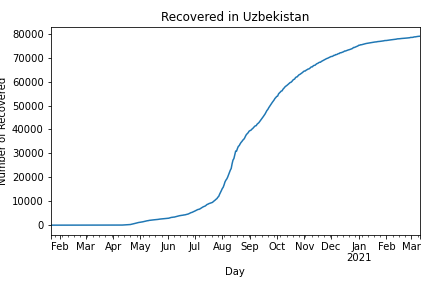 Recovered in Uzbekistan
Number of Recovered
80000
70000
60000
50000
40000
30000
20000
10000
0
Feb Mar Apr May Jun Jul Aug Sep Oct Nov Dec Jan Feb Mar
2021
Day